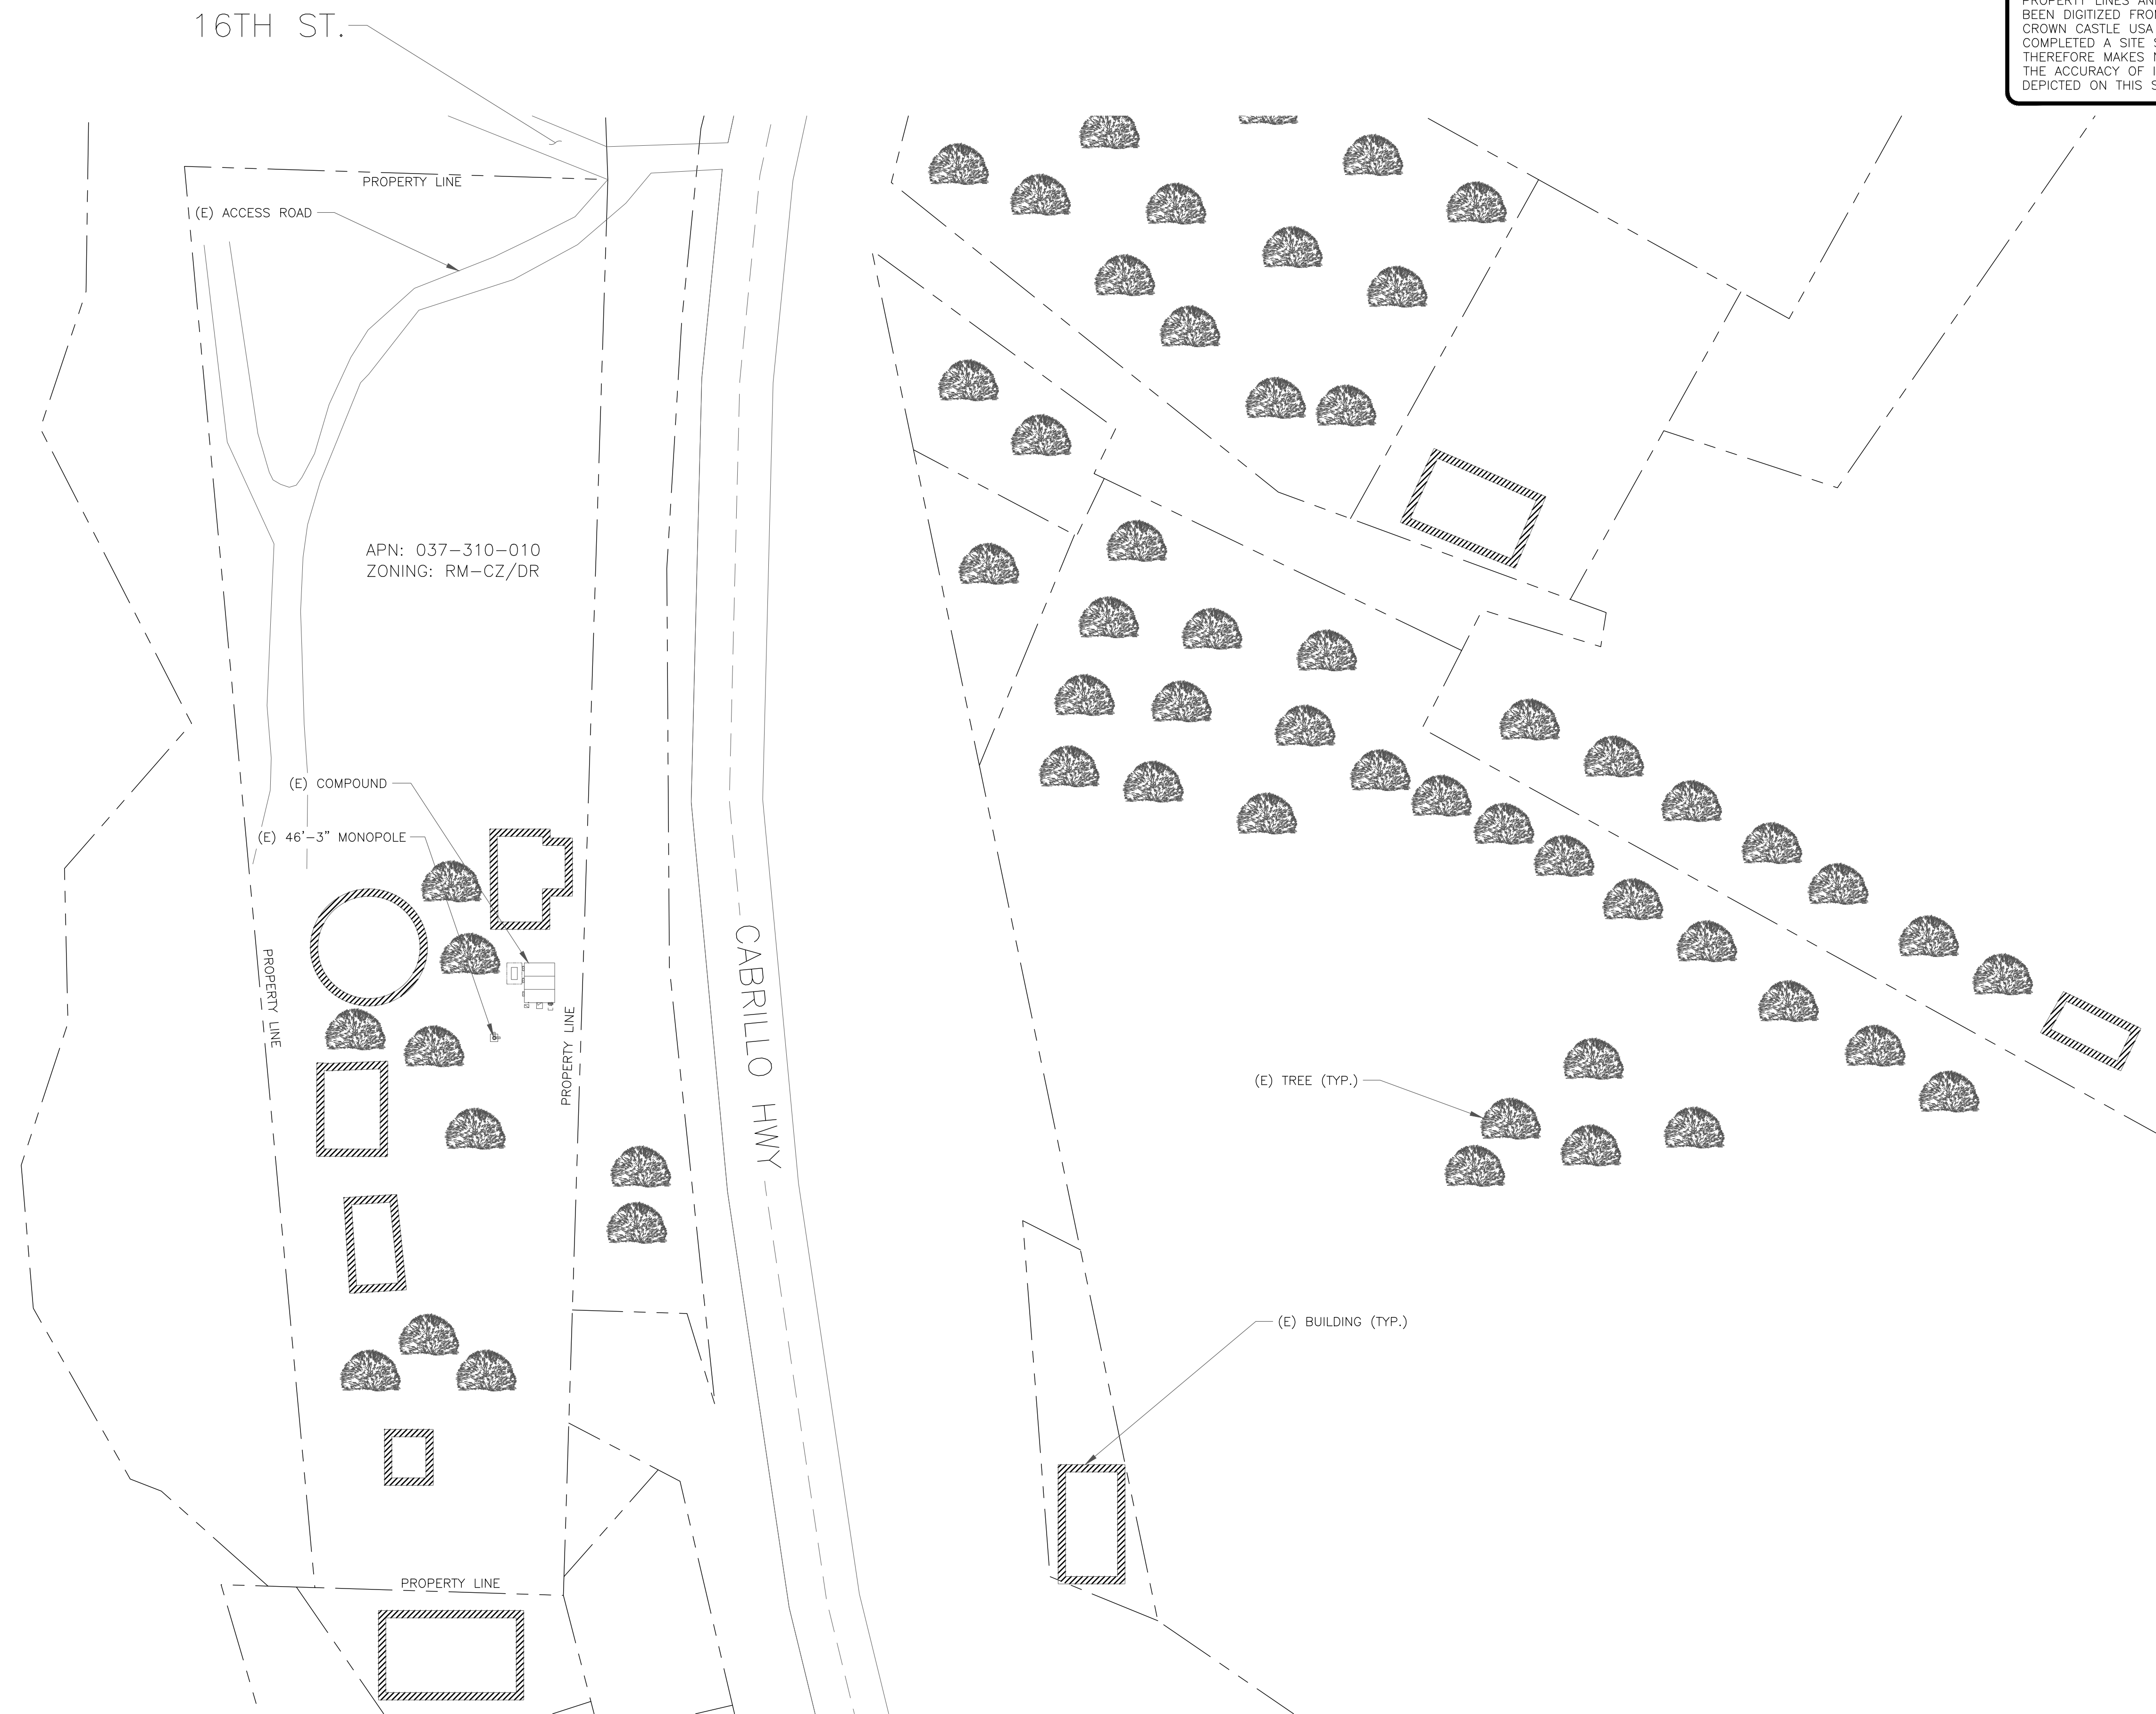 16TH ST.
BEEN DIGITIZED
CROWN CASTLE USA
COMPLETED A SITE
THEREFORE MAKES
THE ACCURACY OF
DEPICTED ON THIS
PROPERTY LINE
(E) ACCESS ROAD
APN: 037-310-010
ZONING: RM-CZ/DR
(E) COMPOUND
(E) 46'-3" MONOPOLE
PROPERTY LINE
PROPERTY LINE
CABRILLO HWY
(E) TREE (TYP.)
(E) BUILDING (TYP.)
PROPERTY LINE